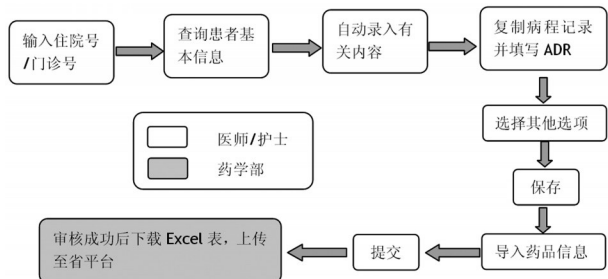 输入住院号
/门诊号
查询患者基
本信息
自动录入有
关内容
复制病程记录
并填写 ADR
选择其他选项
保存
导入药品信息
提交
审核成功后下载 Excel 表，上传
至省平台
医师/护士
药学部